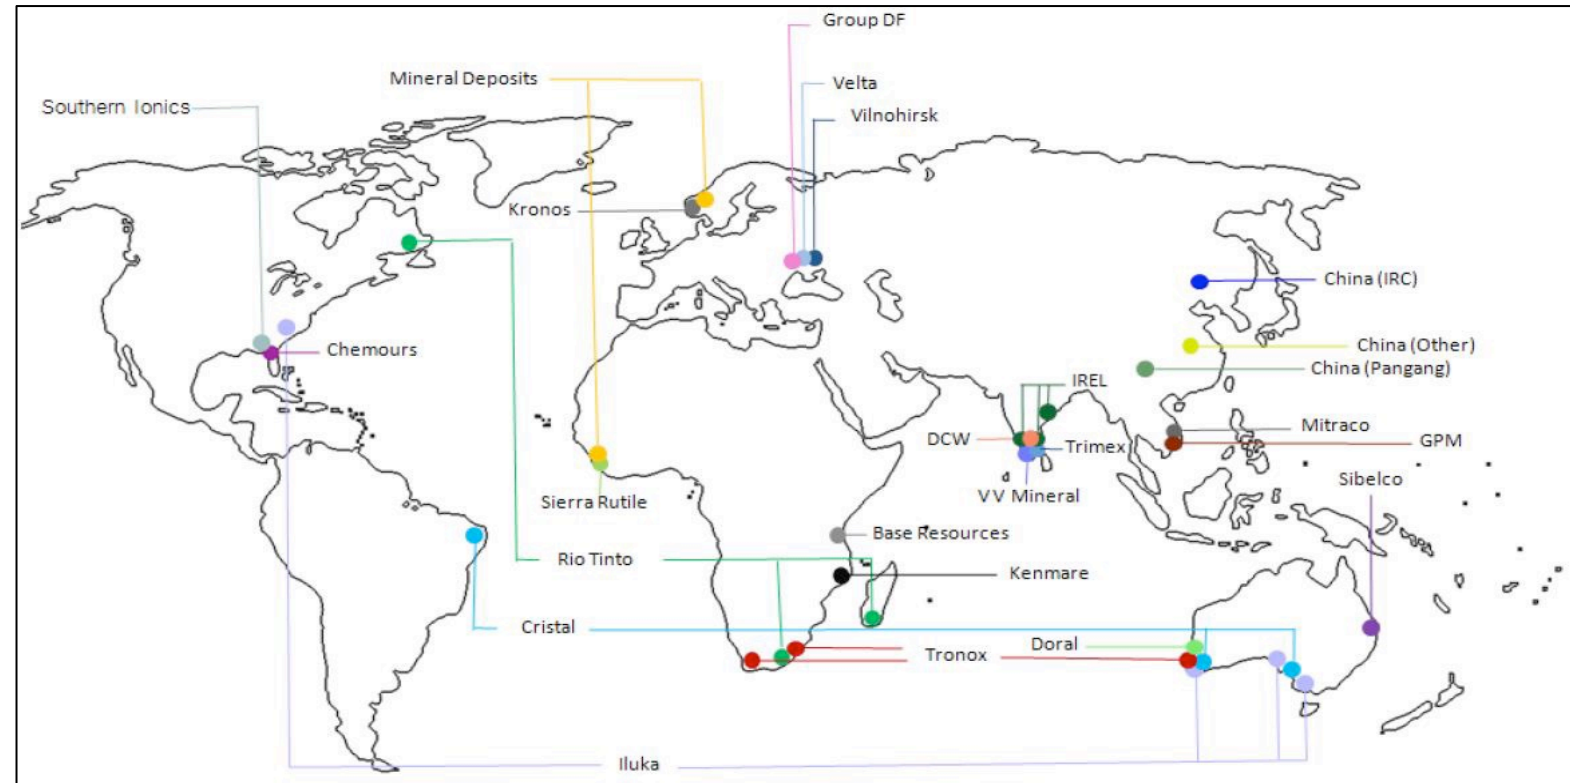 Group DF
Mineral Deposits
Velta
Southern Ionics
Vilnohirsk
Kronos
China (IRC)
Chemours
China (Other)
China (Pangang)
IREL
Mitraco
DCW
Trimex
GPM
Sibelco
V V Mineral
Sierra Rutile
Base Resources
Rio Tinto
Kenmare
Cristal
Doral
Tronox
Iluka